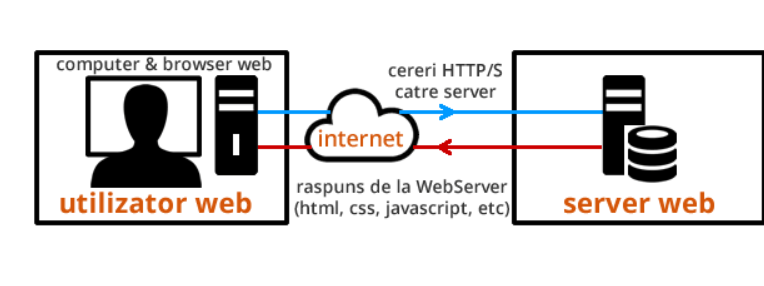 computer & browser web
utilizator web
internet
cereri HTTP/S
catre server
raspuns de la WebServer
(html, css, javascript, etc)
server web